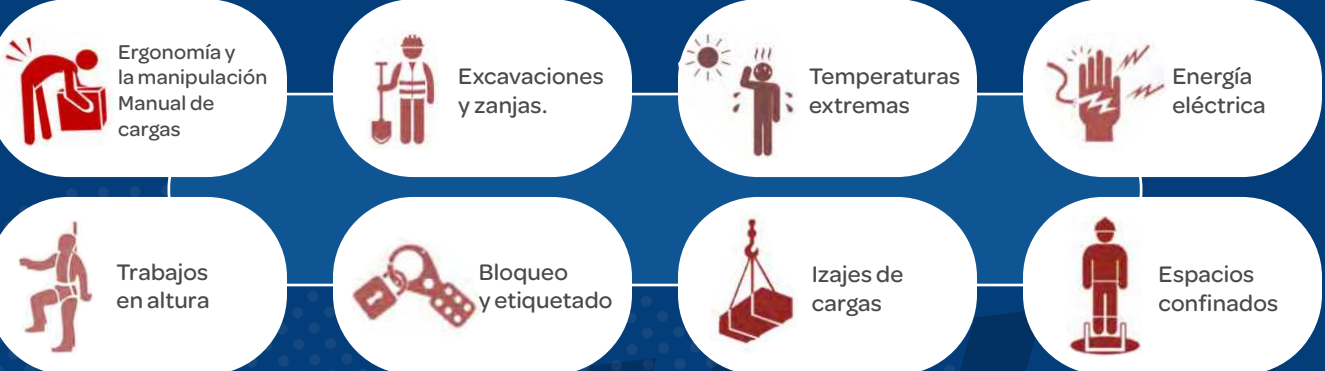 Ergonomía y
la manipulación
Manual de
cargas
Excavaciones
y zanjas.
Temperaturas
extremas
Energía
eléctrica
Trabajos
en altura
Bloqueo
y etiquetado
Izajes de
cargas
Espacios
confinados